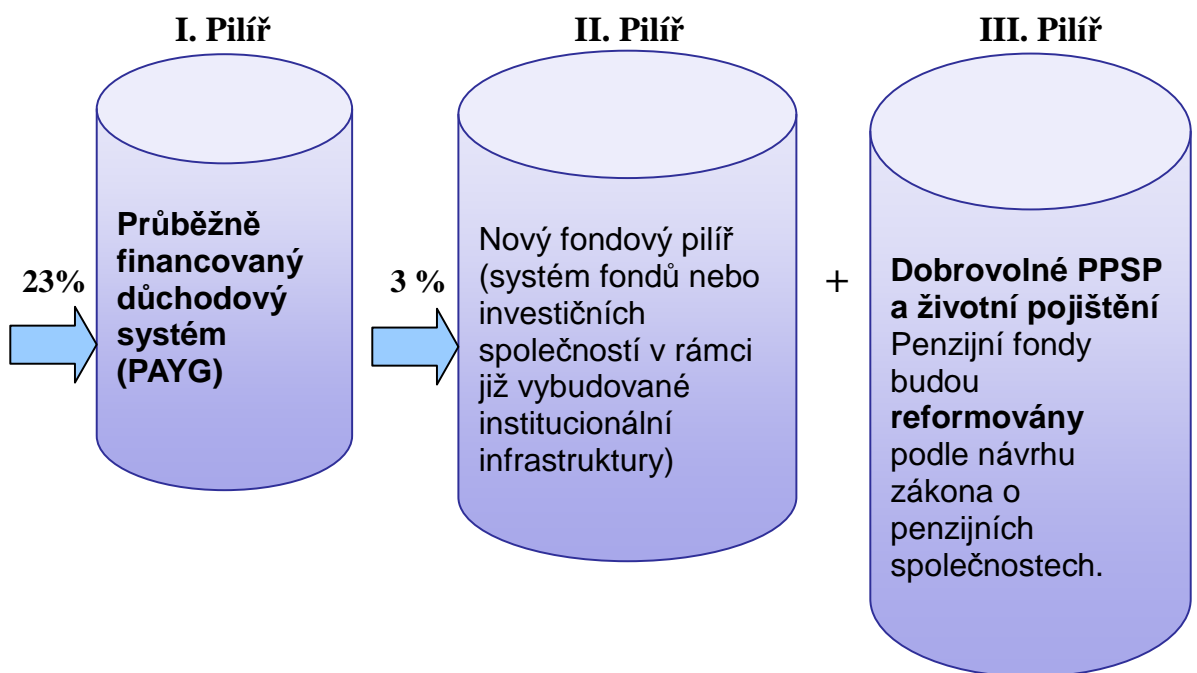 I. Pilíř
II. Pilíř
III. Pilíř
23%
Průběžně
financovaný
důchodový
systém
(PAYG)
3 %
Nový fondový pilíř
(systém fondů nebo
investičních
společností v rámci
již vybudované
institucionální
infrastruktury)
+
Dobrovolné PPSP
a životní pojištění
Penzijní fondy
budou
reformovány
podle návrhu
zákona o
penzijních
společnostech.